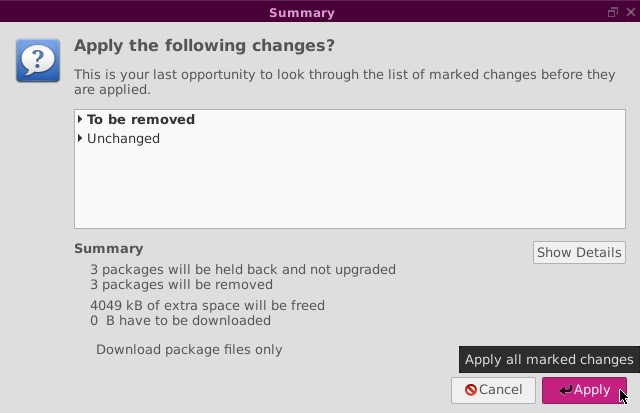 Summary
Apply the following changes?
This is your last opportunity to look through the list of marked changes before they
are applied.
To be removed
Unchanged
Summary
Show Details
3 packages will be held back and not upgraded
3 packages will be removed
4049 kB of extra space will be freed
0  B have to be downloaded
Download package files only
Apply all marked changes
Cancel
Apply